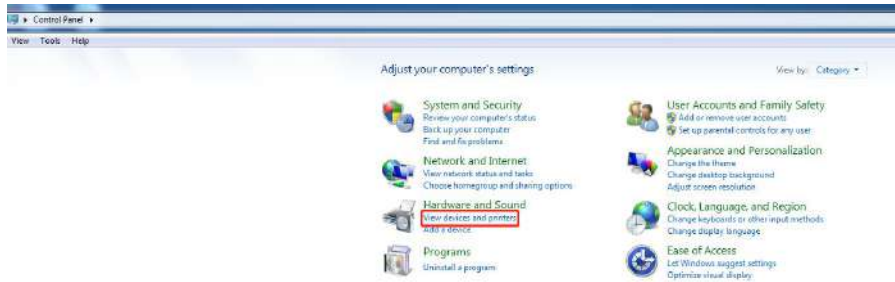 Control Panel
View Tools Help
Adjust your computer's settings
View by: Category
System and Security
Review your computer's status
Back up your computer
Find and fix problems
Network and Internet
View network status and tasks
Choose homegroup and sharing options
Hardware and Sound
View devices and printers
Add a device
Programs
Uninstall a program
User Accounts and Family Safety
Add or remove user accounts
Set up parental controls for any user
Appearance and Personalization
Change the theme
Change desktop background
Adjust screen resolution
Clock, Language, and Region
Change keyboards or other input methods
Change display language
Ease of Access
Let Windows suggest settings
Optimize visual display